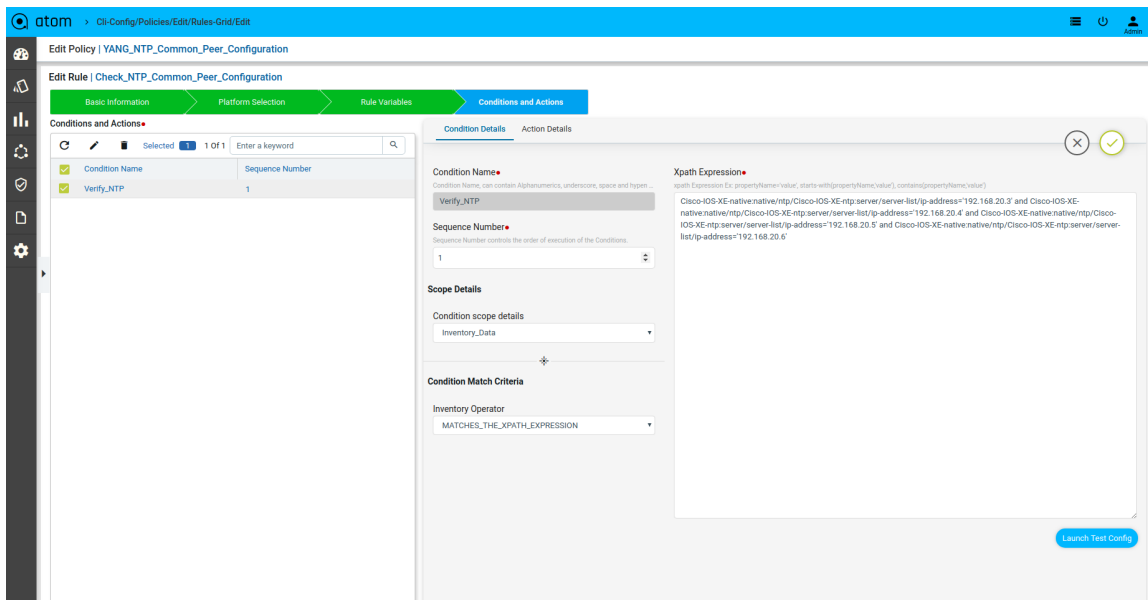 atom > Cli-Config/Policies/Edit/Rules-Grid/Edit
Admin
Edit Policy | YANG_NTP_Common_Peer_Configuration
Edit Rule | Check_NTP_Common_Peer_Configuration
Basic Information
Platform Selection
Rule Variables
Conditions and Actions
Conditions and Actions
Selected 1 1 Of 1 Enter a keyword
Condition Name Sequence Number
Verify_NTP 1
Condition Details Action Details
Condition Name
Condition Name, can contain Alphanumerics, underscore, space and hypen ...
Verify_NTP
Sequence Number
Sequence Number controls the order of execution of the Conditions.
1
Scope Details
Condition scope details
Inventory_Data
Condition Match Criteria
Inventory Operator
MATCHES_THE_XPATH_EXPRESSION
Xpath Expression
xpath Expression Ex: propertyName='value', starts-with(propertyName,'value'), contains(propertyName,'value')
Cisco-IOS-XE-native:native/ntp/Cisco-IOS-XE-ntp:server/server-list/ip-address='192.168.20.3' and Cisco-IOS-XE-
native:native/ntp/Cisco-IOS-XE-ntp:server/server-list/ip-address='192.168.20.4' and Cisco-IOS-XE-native:native/ntp/Cisco-
IOS-XE-ntp:server/server-list/ip-address='192.168.20.5' and Cisco-IOS-XE-native:native/ntp/Cisco-IOS-XE-ntp:server/server-
list/ip-address='192.168.20.6'
Launch Test Config